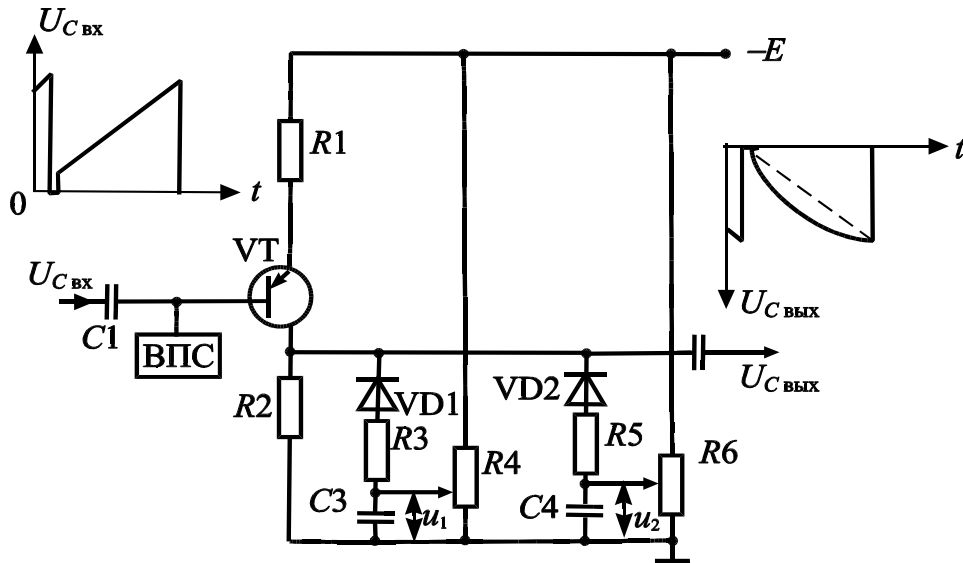 U_C вх
–E
R1
t
0
t
VT
U_C вх
U_C вых
C1
ВПС
U_C вых
R2
VD1
VD2
R3
R5
R4
R6
C3
u₁
C4
u₂